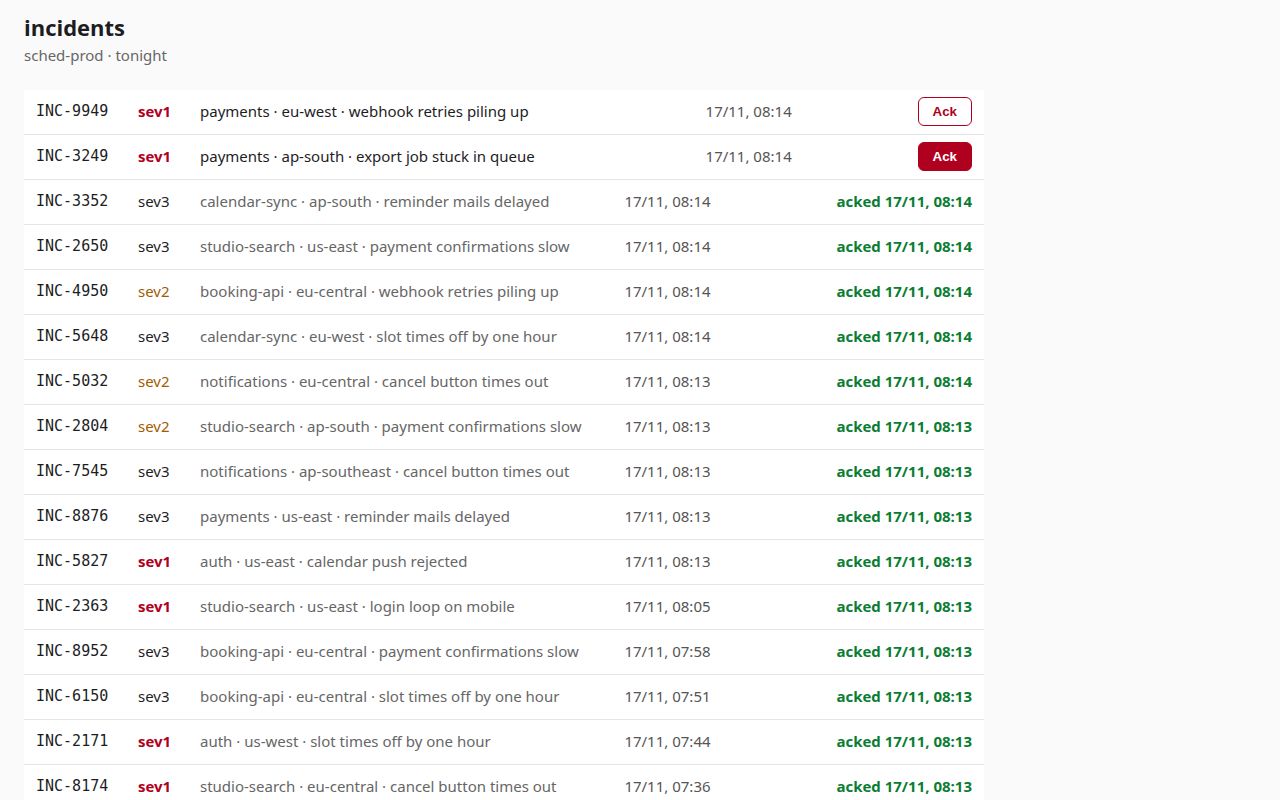 incidents
sched-prod · tonight
INC-9949 sev1 payments · eu-west · webhook retries piling up 17/11, 08:14 Ack
INC-3249 sev1 payments · ap-south · export job stuck in queue 17/11, 08:14 Ack
INC-3352 sev3 calendar-sync · ap-south · reminder mails delayed 17/11, 08:14 acked 17/11, 08:14
INC-2650 sev3 studio-search · us-east · payment confirmations slow 17/11, 08:14 acked 17/11, 08:14
INC-4950 sev2 booking-api · eu-central · webhook retries piling up 17/11, 08:14 acked 17/11, 08:14
INC-5648 sev3 calendar-sync · eu-west · slot times off by one hour 17/11, 08:14 acked 17/11, 08:14
INC-5032 sev2 notifications · eu-central · cancel button times out 17/11, 08:13 acked 17/11, 08:14
INC-2804 sev2 studio-search · ap-south · payment confirmations slow 17/11, 08:13 acked 17/11, 08:13
INC-7545 sev3 notifications · ap-southeast · cancel button times out 17/11, 08:13 acked 17/11, 08:13
INC-8876 sev3 payments · us-east · reminder mails delayed 17/11, 08:13 acked 17/11, 08:13
INC-5827 sev1 auth · us-east · calendar push rejected 17/11, 08:13 acked 17/11, 08:13
INC-2363 sev1 studio-search · us-east · login loop on mobile 17/11, 08:05 acked 17/11, 08:13
INC-8952 sev3 booking-api · eu-central · payment confirmations slow 17/11, 07:58 acked 17/11, 08:13
INC-6150 sev3 booking-api · eu-central · slot times off by one hour 17/11, 07:51 acked 17/11, 08:13
INC-2171 sev1 auth · us-west · slot times off by one hour 17/11, 07:44 acked 17/11, 08:13
INC-8174 sev1 studio-search · eu-central · cancel button times out 17/11, 07:36 acked 17/11, 08:13